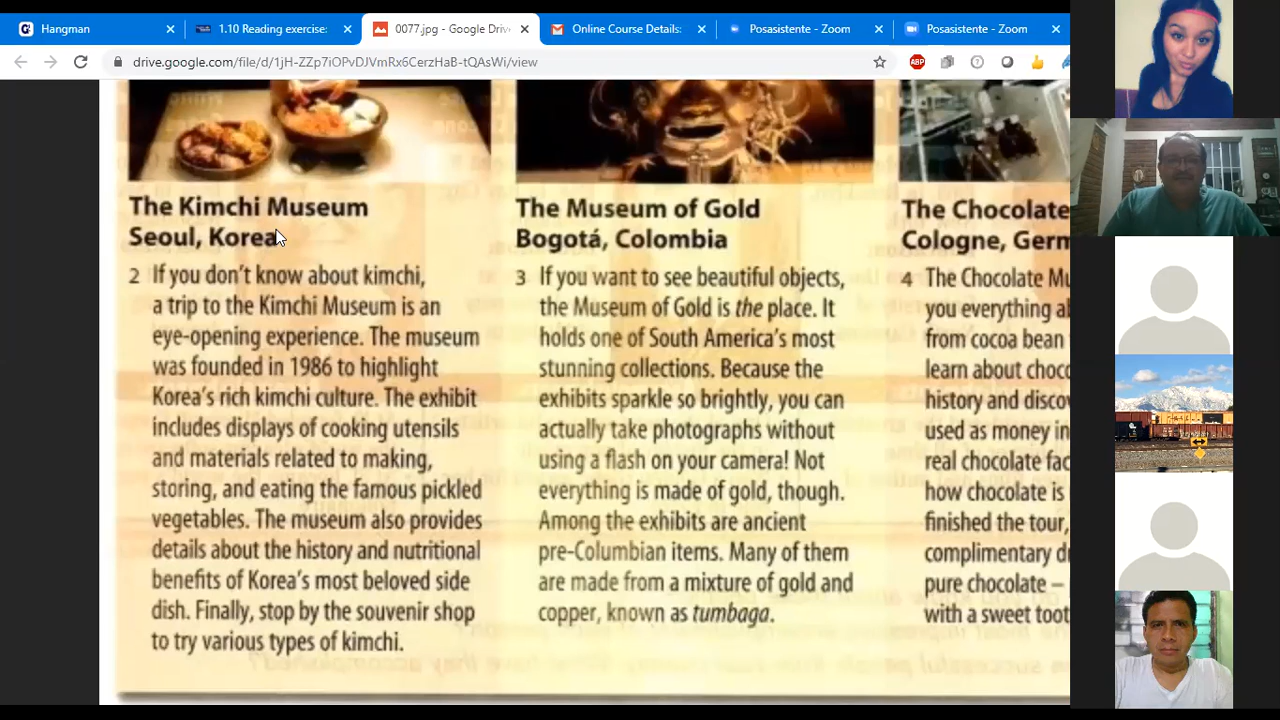 Hangman
1.10 Reading exercise:
0077.jpg - Google Driv
Online Course Details:
Posasistente - Zoom
Posasistente - Zoom
drive.google.com/file/d/1jH-ZZp7iOPvDJVmRx6CerzHaB-tQAsWi/view
ABP
The Kimchi Museum
Seoul, Korea
2 If you don't know about kimchi,
a trip to the Kimchi Museum is an
eye-opening experience. The museum
was founded in 1986 to highlight
Korea's rich kimchi culture. The exhibit
includes displays of cooking utensils
and materials related to making,
storing, and eating the famous pickled
vegetables. The museum also provides
details about the history and nutritional
benefits of Korea's most beloved side
dish. Finally, stop by the souvenir shop
to try various types of kimchi.
The Museum of Gold
Bogotá, Colombia
3 If you want to see beautiful objects,
the Museum of Gold is the place. It
holds one of South America's most
stunning collections. Because the
exhibits sparkle so brightly, you can
actually take photographs without
using a flash on your camera! Not
everything is made of gold, though.
Among the exhibits are ancient
pre-Columbian items. Many of them
are made from a mixture of gold and
copper, known as tumbaga.
The Chocolate
Cologne, Germ
4 The Chocolate Mu
you everything a
from cocoa bean
learn about choc
history and disco
used as money in
real chocolate fac
how chocolate is
finished the tour,
complimentary d
pure chocolate –
with a sweet toot